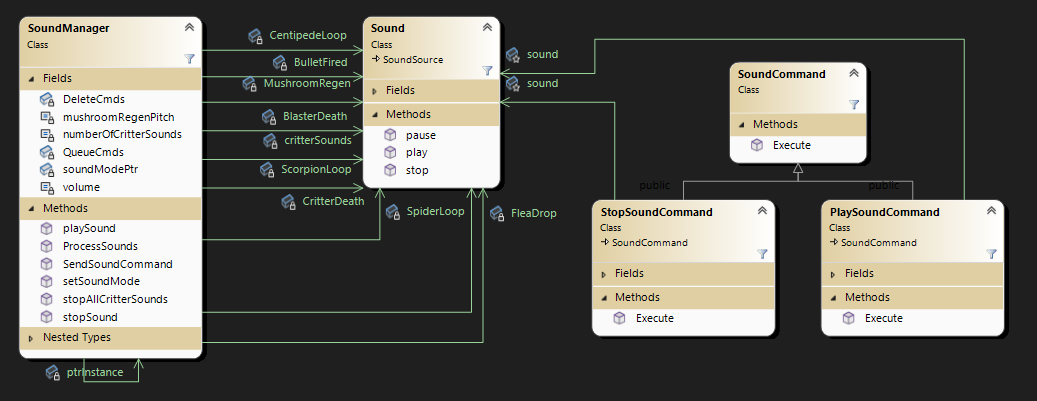 SoundManager
Class
Fields
DeleteCmds
mushroomRegenPitch
numberOfCritterSounds
QueueCmds
soundModePtr
volume
Methods
playSound
ProcessSounds
SendSoundCommand
setSoundMode
stopAllCritterSounds
stopSound
Nested Types
ptrInstance
CentipedeLoop
BulletFired
MushroomRegen
BlasterDeath
critterSounds
ScorpionLoop
CritterDeath
SpiderLoop
FleaDrop
Sound
Class
SoundSource
Fields
Methods
pause
play
stop
sound
sound
SoundCommand
Class
Methods
Execute
public
public
StopSoundCommand
Class
SoundCommand
Fields
Methods
Execute
PlaySoundCommand
Class
SoundCommand
Fields
Methods
Execute